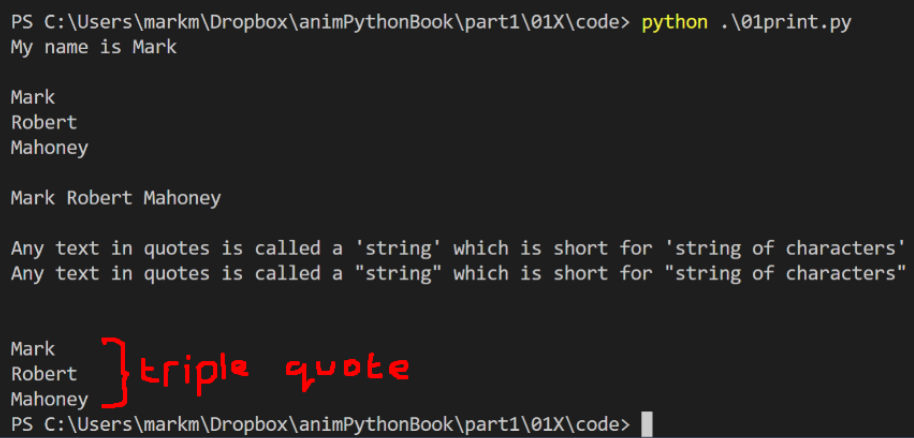 PS C:\Users\markm\Dropbox\animPythonBook\part1\01X\code> python .\01print.py
My name is Mark
Mark
Robert
Mahoney
Mark Robert Mahoney
Any text in quotes is called a 'string' which is short for 'string of characters'
Any text in quotes is called a "string" which is short for "string of characters"
Mark
Robert triple quote
Mahoney
PS C:\Users\markm\Dropbox\animPythonBook\part1\01X\code>